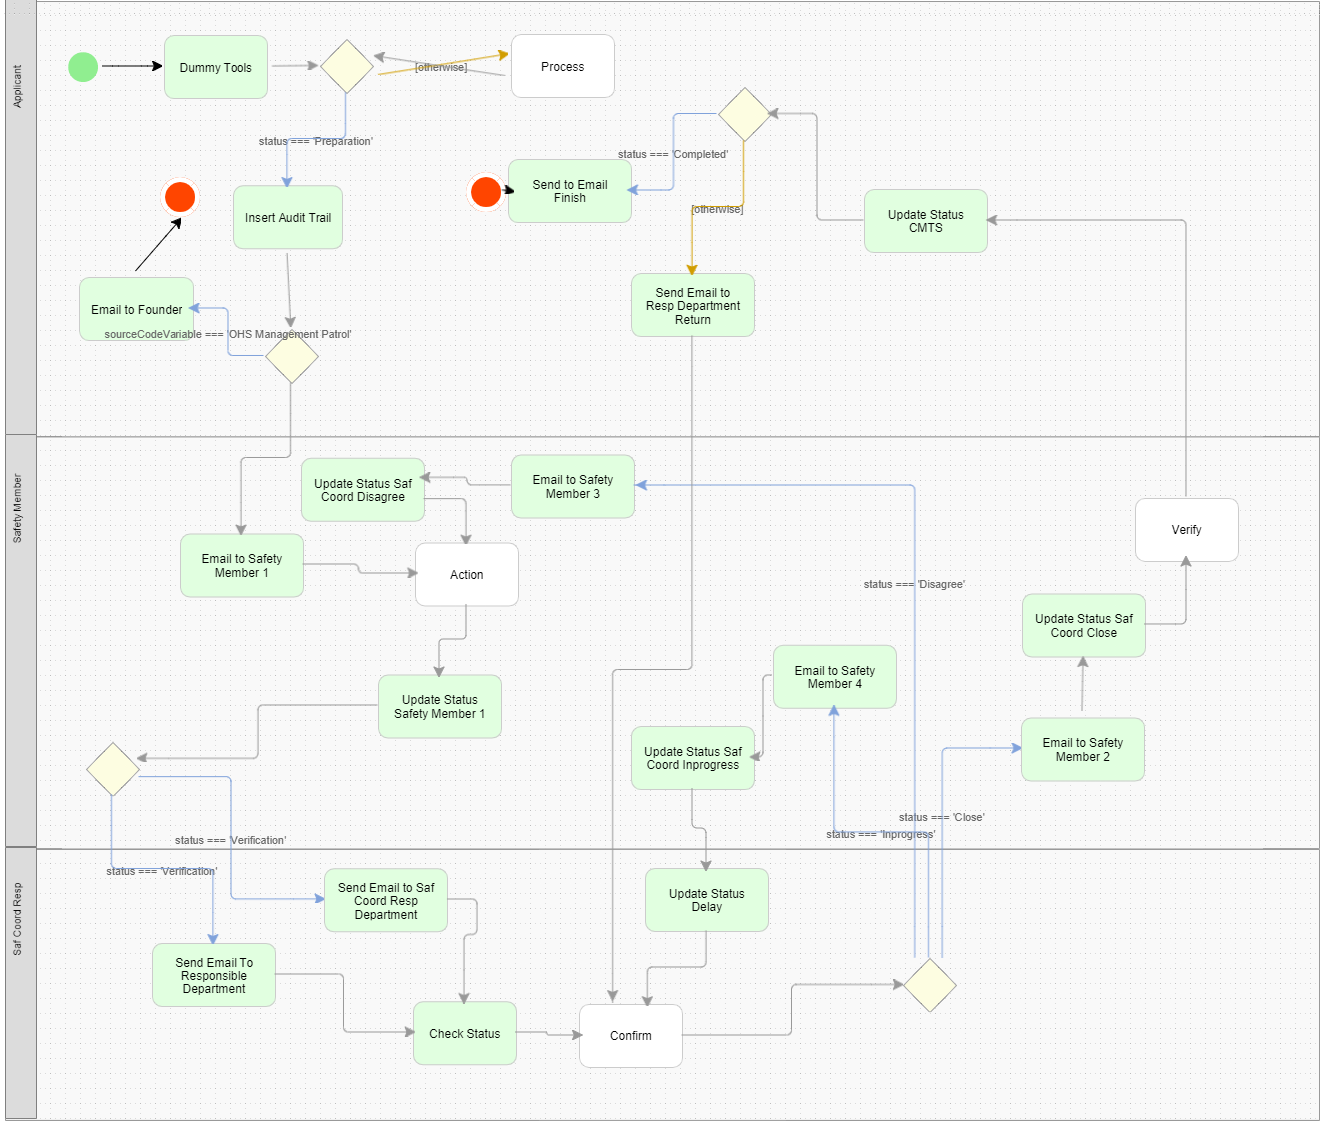 Applicant
Dummy Tools
[otherwise]
Process
status === 'Preparation'
status === 'Completed'
Send to Email
Finish
Insert Audit Trail
[otherwise]
Update Status
CMTS
Email to Founder
sourceCodeVariable === 'OHS Management Patrol'
Send Email to
Resp Department
Return
Safety Member
Update Status Saf
Coord Disagree
Email to Safety
Member 3
Verify
Email to Safety
Member 1
Action
status === 'Disagree'
Update Status Saf
Coord Close
Email to Safety
Member 4
Update Status
Safety Member 1
Update Status Saf
Coord Inprogress
Email to Safety
Member 2
status === 'Close'
status === 'Inprogress'
status === 'Verification'
status === 'Verification'
Saf Coord Resp
Send Email to Saf
Coord Resp
Department
Update Status
Delay
Send Email To
Responsible
Department
Check Status
Confirm